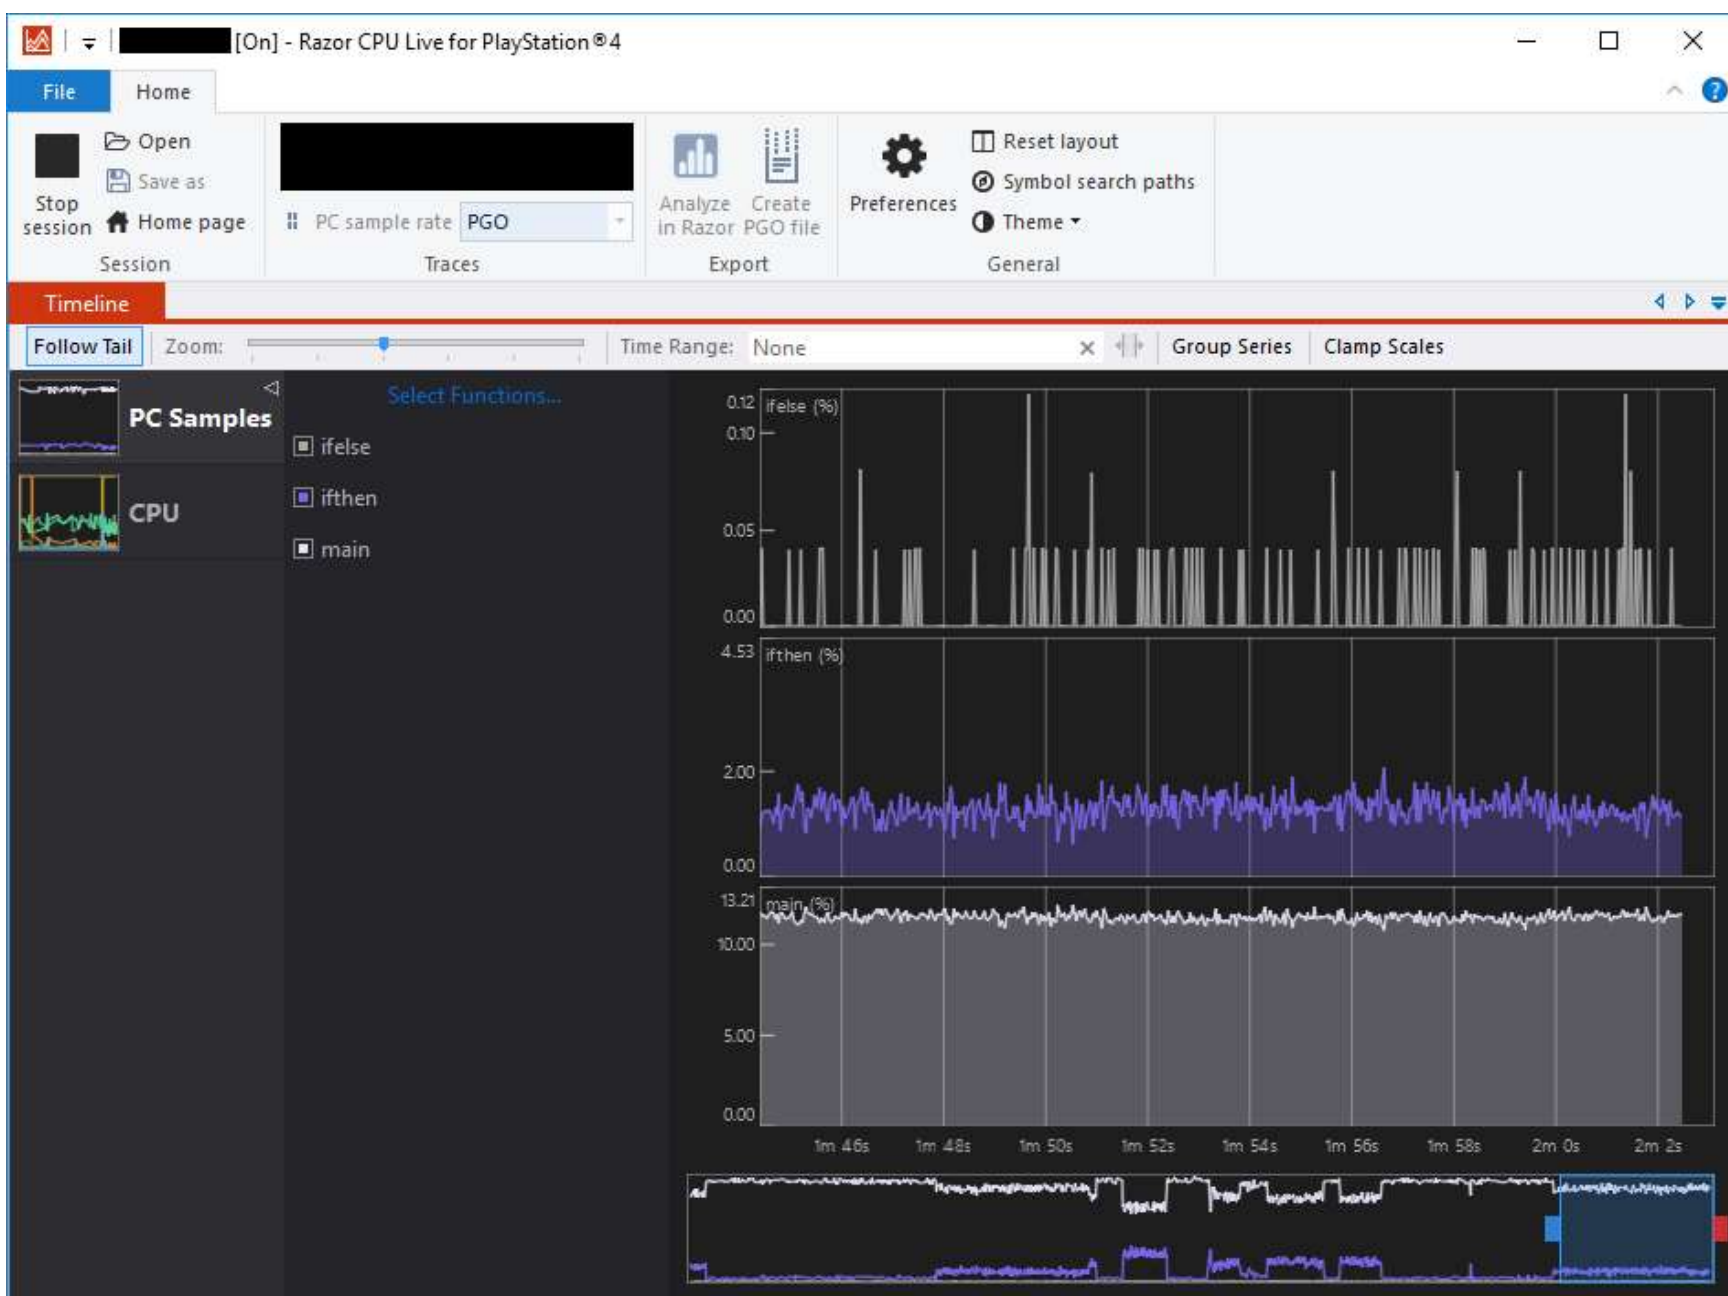 [On] - Razor CPU Live for PlayStation®4
File Home
Open
Save as
Stop session
Home page
Session
PC sample rate PGO
Traces
Analyze in Razor
Create PGO file
Export
Preferences
Reset layout
Symbol search paths
Theme
General
Timeline
Follow Tail Zoom: Time Range: None Group Series Clamp Scales
PC Samples
CPU
Select Functions...
ifelse
ifthen
main
0.12 ifelse (%)
0.10
0.05
0.00
4.53 ifthen (%)
2.00
0.00
13.21 main (%)
10.00
5.00
0.00
1m 46s 1m 48s 1m 50s 1m 52s 1m 54s 1m 56s 1m 58s 2m 0s 2m 2s